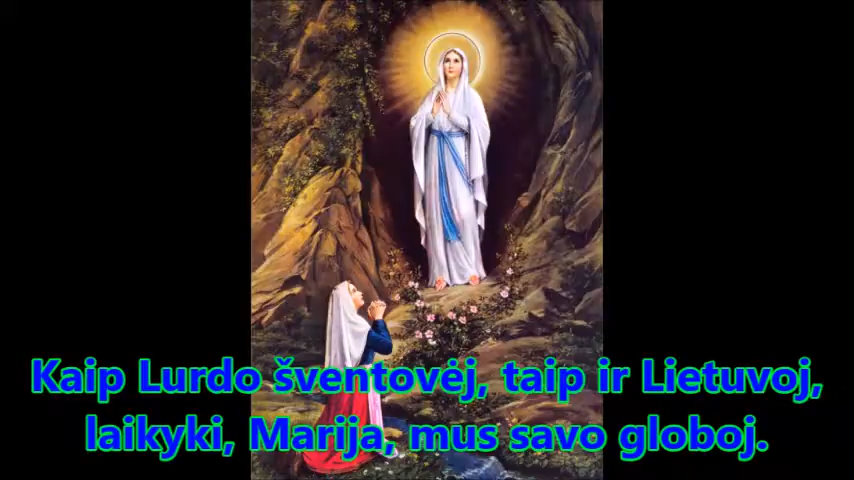 Kaip Lurdo šventovėj, taip ir Lietuvoj,
laikyki, Marija, mus savo globoj.